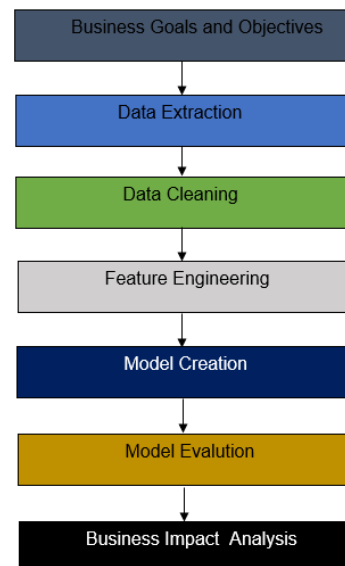 Business Goals and Objectives
Data Extraction
Data Cleaning
Feature Engineering
Model Creation
Model Evalution
Business Impact Analysis